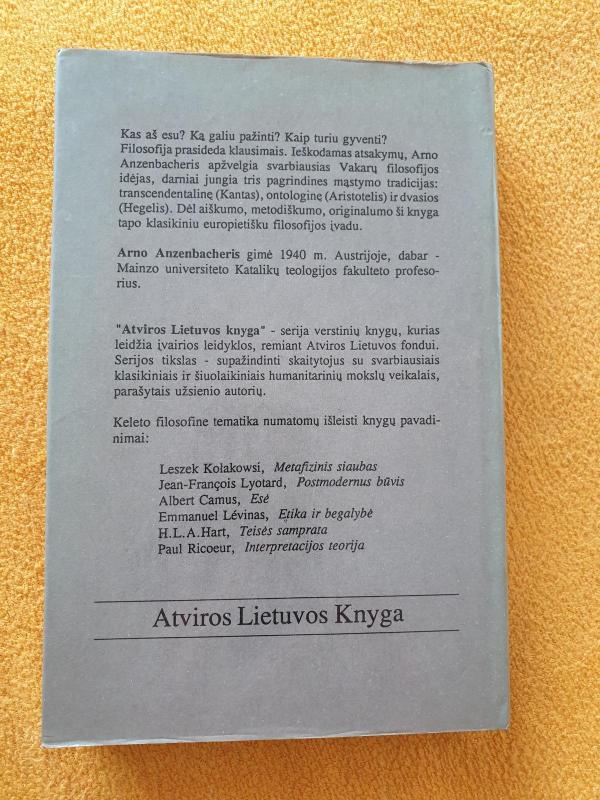 Kas aš esu? Ką galiu pažinti? Kaip turiu gyventi?
Filosofija prasideda klausimais. Ieškodamas atsakymų, Arno
Anzenbacheris apžvelgia svarbiausias Vakarų filosofijos
idėjas, darniai jungia tris pagrindines mąstymo tradicijas:
transcendentalinę (Kantas), ontologinę (Aristotelis) ir dvasios
(Hegelis). Dėl aiškumo, metodiškumo, originalumo ši knyga
tapo klasikiniu europietišku filosofijos įvadu.
Arno Anzenbacheris gimė 1940 m. Austrijoje, dabar -
Mainzo universiteto Katalikų teologijos fakulteto profeso-
rius.
"Atviros Lietuvos knyga" - serija verstinių knygų, kurias
leidžia įvairios leidyklos, remiant Atviros Lietuvos fondui.
Serijos tikslas - supažindinti skaitytojus su svarbiausiais
klasikiniais ir šiuolaikiniais humanitarinių mokslų veikalais,
parašytais užsienio autorių.
Keleto filosofine tematika numatomų išleisti knygų pavadi-
nimai:
Leszek Kołakowsi, Metafizinis siaubas
Jean-François Lyotard, Postmodernus būvis
Albert Camus, Esė
Emmanuel Lévinas, Etika ir begalybė
H.L.A.Hart, Teisės samprata
Paul Ricoeur, Interpretacijos teorija
Atviros Lietuvos Knyga